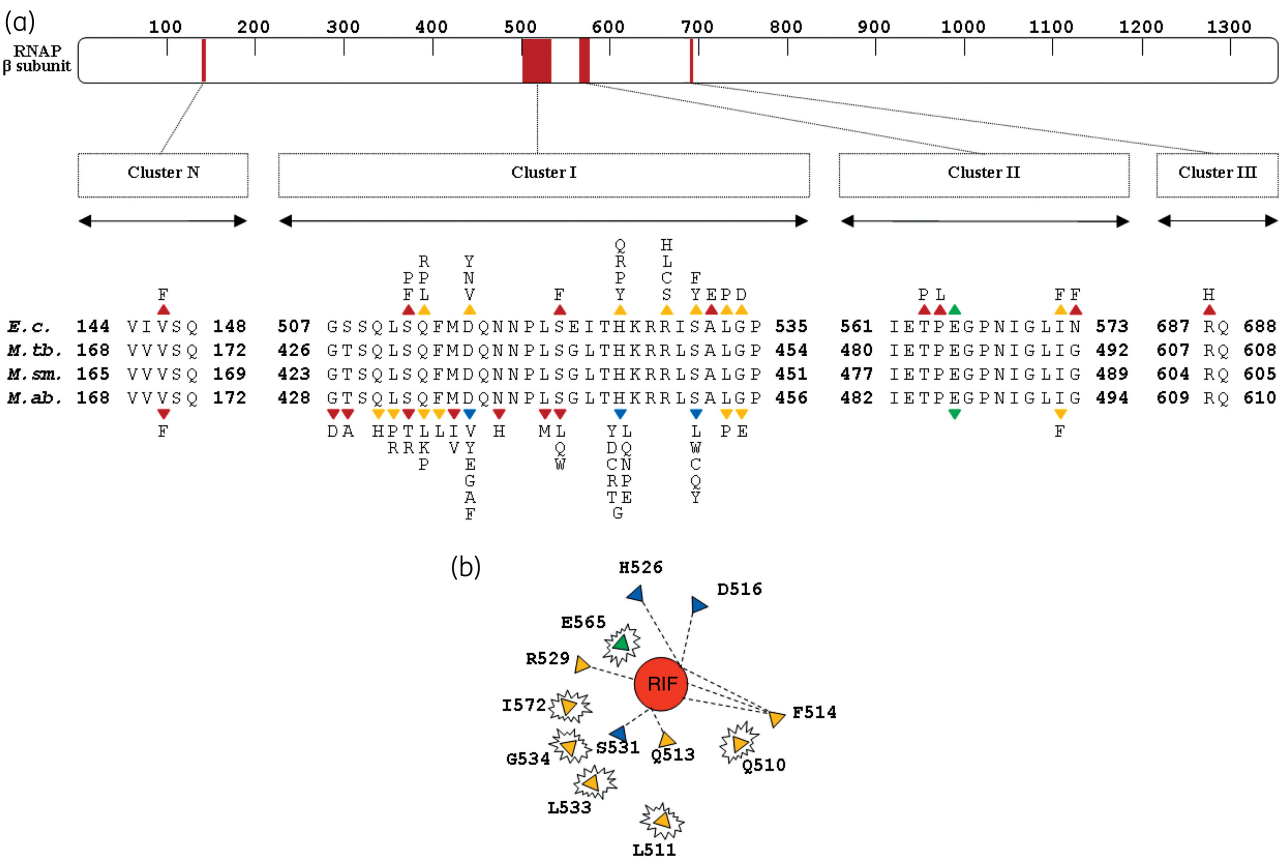 (a)
100 200 300 400 500 600 700 800 900 1000 1100 1200 1300
RNAP
β subunit
Cluster N Cluster I Cluster II Cluster III
Q H
R Y R L
P P N P C F
F F L V F Y S Y E P D P L F F H
E.c. 144 VIVSQ 148 507 GSSQLSQFMDQNNPLSEITHKRRISALGP 535 561 IETPEGPNIGLIN 573 687 RQ 688
M.tb. 168 VVVSQ 172 426 GTSQLSQFMDQNNPLSGLTHKRRLSALGP 454 480 IETPEGPNIGLIG 492 607 RQ 608
M.sm. 165 VVVSQ 169 423 GTSQLSQFMDQNNPLSGLTHKRRLSALGP 451 477 IETPEGPNIGLIG 489 604 RQ 605
M.ab. 168 VVVSQ 172 428 GTSQLSQFMDQNNPLSGLTHKRRLSALGP 456 482 IETPEGPNIGLIG 494 609 RQ 610
F D A H P T L L I V H M L Y L L P E F
R R K V Y Q D Q W
P E W C N C
G R P Q
A T E Y
F G
(b)
H526
D516
E565
R529
RIF
I572
F514
G534
S531
Q513
Q510
L533
L511